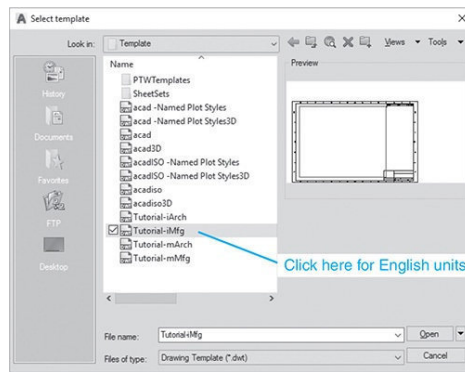 Select template
Look in:
Template
Views
Tools
History
Documents
Favorites
FTP
Desktop
Name
PTWTemplates
SheetSets
acad -Named Plot Styles
acad -Named Plot Styles3D
acad
acad3D
acadISO -Named Plot Styles
acadISO -Named Plot Styles3D
acadiso
acadiso3D
Tutorial-iArch
Tutorial-iMfg
Tutorial-mArch
Tutorial-mMfg
Preview
Click here for English units
File name:
Tutorial-iMfg
Open
Files of type:
Drawing Template (*.dwt)
Cancel